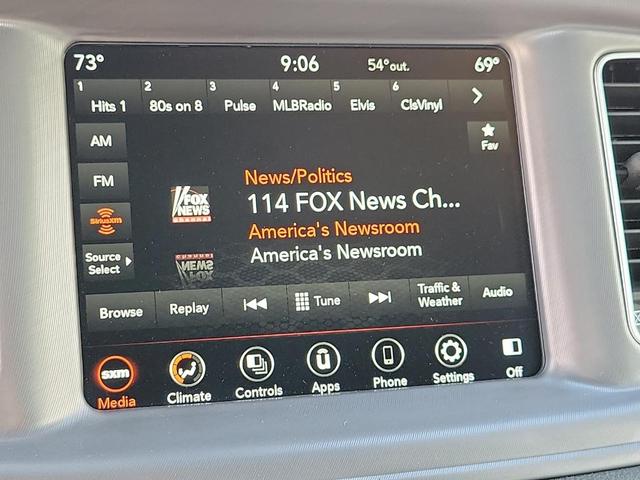 73° 9:06 54° out. 69°
1 2 3 4 5 6
Hits 1 80s on 8 Pulse MLBRadio Elvis ClsVinyl
AM
Fav
FM
News/Politics
FOX NEWS channel
114 FOX News Ch...
SiriusXM
America's Newsroom
America's Newsroom
Source Select
Browse Replay Tune Traffic & Weather Audio
sxm
Media Climate Controls Apps Phone Settings Off